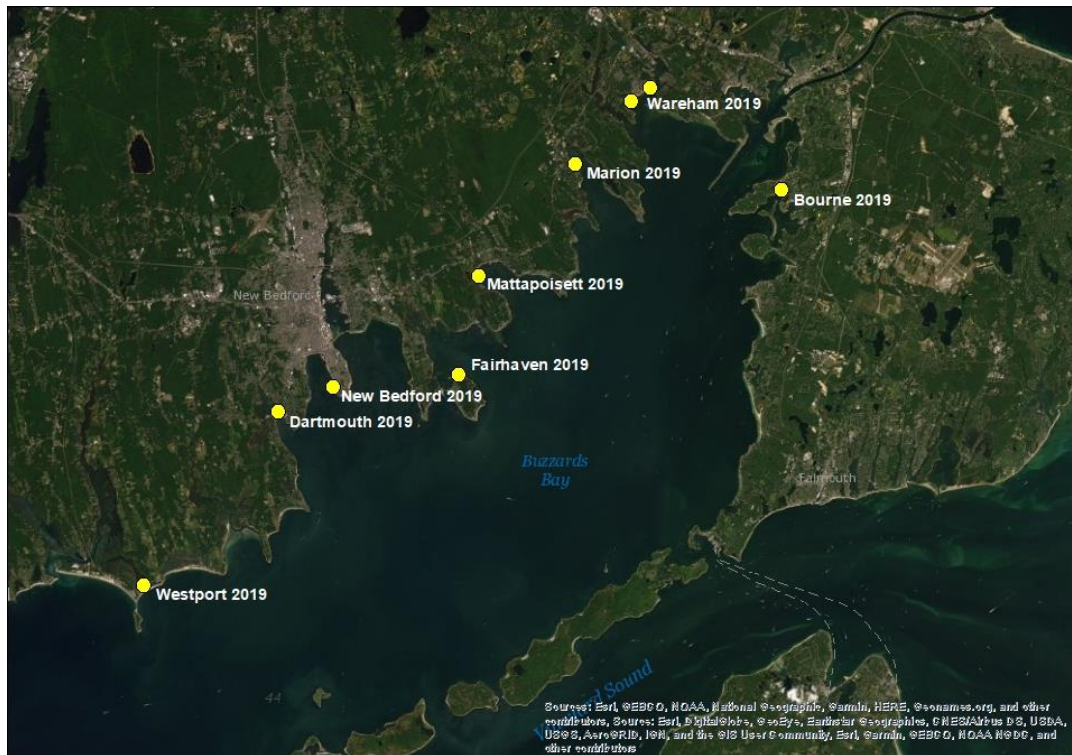 Wareham 2019
Marion 2019
Bourne 2019
Mattapoisett 2019
New Bedford
Fairhaven 2019
New Bedford 2019
Dartmouth 2019
Buzzards
Bay
Falmouth
Westport 2019
44
Sound
Sources: Esri, GEBCO, NOAA, National Geographic, Garmin, HERE, Geonames.org, and other
contributors, Source: Esri, DigitalGlobe, GeoEye, Earthstar Geographics, CNES/Airbus DS, USDA,
USGS, AeroGRID, IGN, and the GIS User Community, Esri, Garmin, GEBCO, NOAA NGDC, and
other contributors